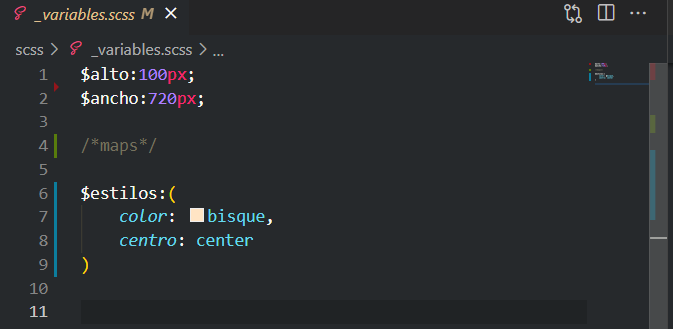 _variables.scss M
scss > _variables.scss > ...
1 $alto:100px;
2 $ancho:720px;
3
4 /*maps*/
5
6 $estilos:(
7 color: bisque,
8 centro: center
9 )
10
11